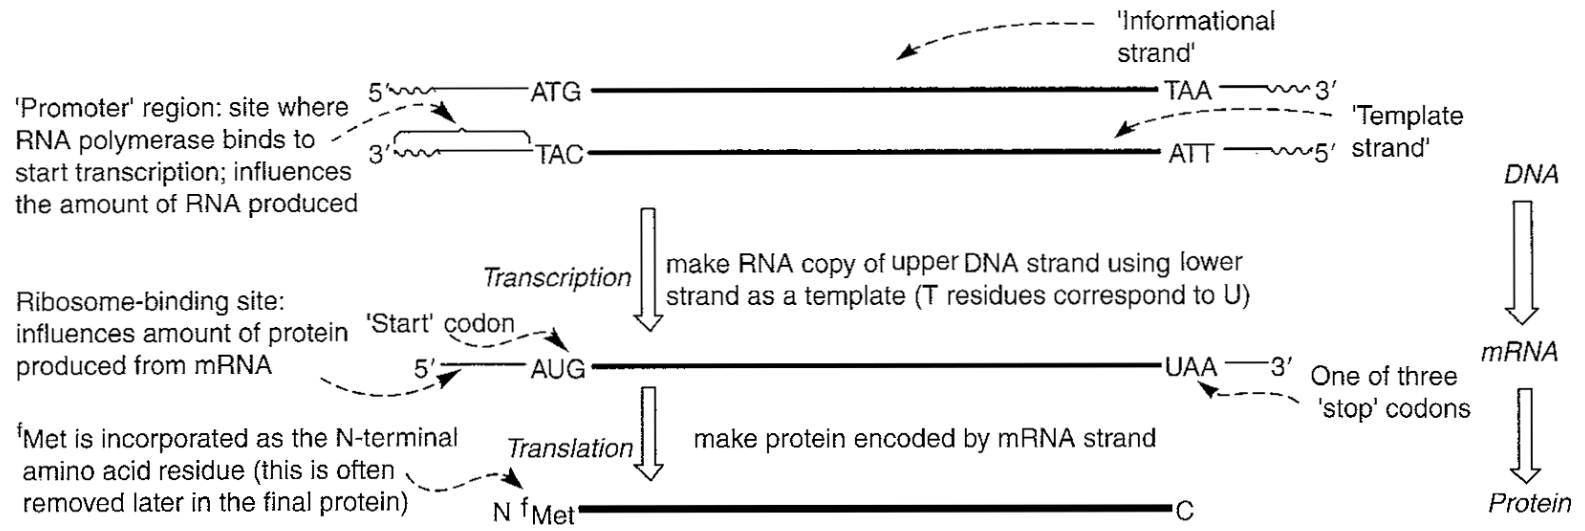 'Informational
strand'
5′ ATG TAA 3′
'Promoter' region: site where
RNA polymerase binds to
start transcription; influences
the amount of RNA produced
3′ TAC ATT 5′
'Template
strand'
DNA
Transcription
make RNA copy of upper DNA strand using lower
strand as a template (T residues correspond to U)
Ribosome-binding site:
influences amount of protein
produced from mRNA
'Start' codon
5′ AUG UAA 3′
mRNA
One of three
'stop' codons
fMet is incorporated as the N-terminal
amino acid residue (this is often
removed later in the final protein)
Translation
make protein encoded by mRNA strand
N fMet C
Protein